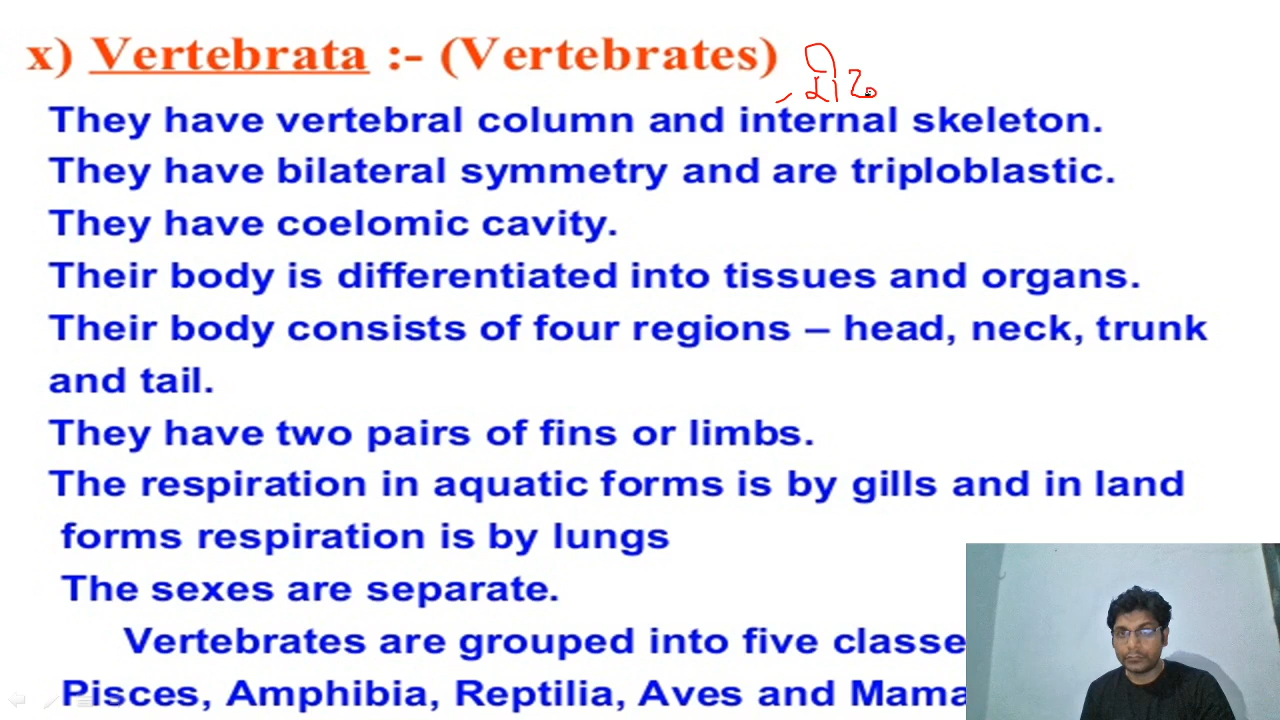 x) Vertebrata :- (Vertebrates)
They have vertebral column and internal skeleton.
They have bilateral symmetry and are triploblastic.
They have coelomic cavity.
Their body is differentiated into tissues and organs.
Their body consists of four regions – head, neck, trunk
and tail.
They have two pairs of fins or limbs.
The respiration in aquatic forms is by gills and in land
forms respiration is by lungs
The sexes are separate.
Vertebrates are grouped into five classe
Pisces, Amphibia, Reptilia, Aves and Mama